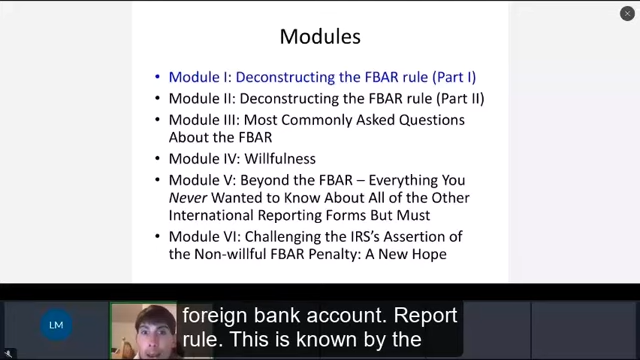 Modules
• Module I: Deconstructing the FBAR rule (Part I)
• Module II: Deconstructing the FBAR rule (Part II)
• Module III: Most Commonly Asked Questions
About the FBAR
• Module IV: Willfulness
• Module V: Beyond the FBAR – Everything You
Never Wanted to Know About All of the Other
International Reporting Forms But Must
• Module VI: Challenging the IRS's Assertion of
the Non-willful FBAR Penalty: A New Hope
LM
foreign bank account. Report
rule. This is known by the